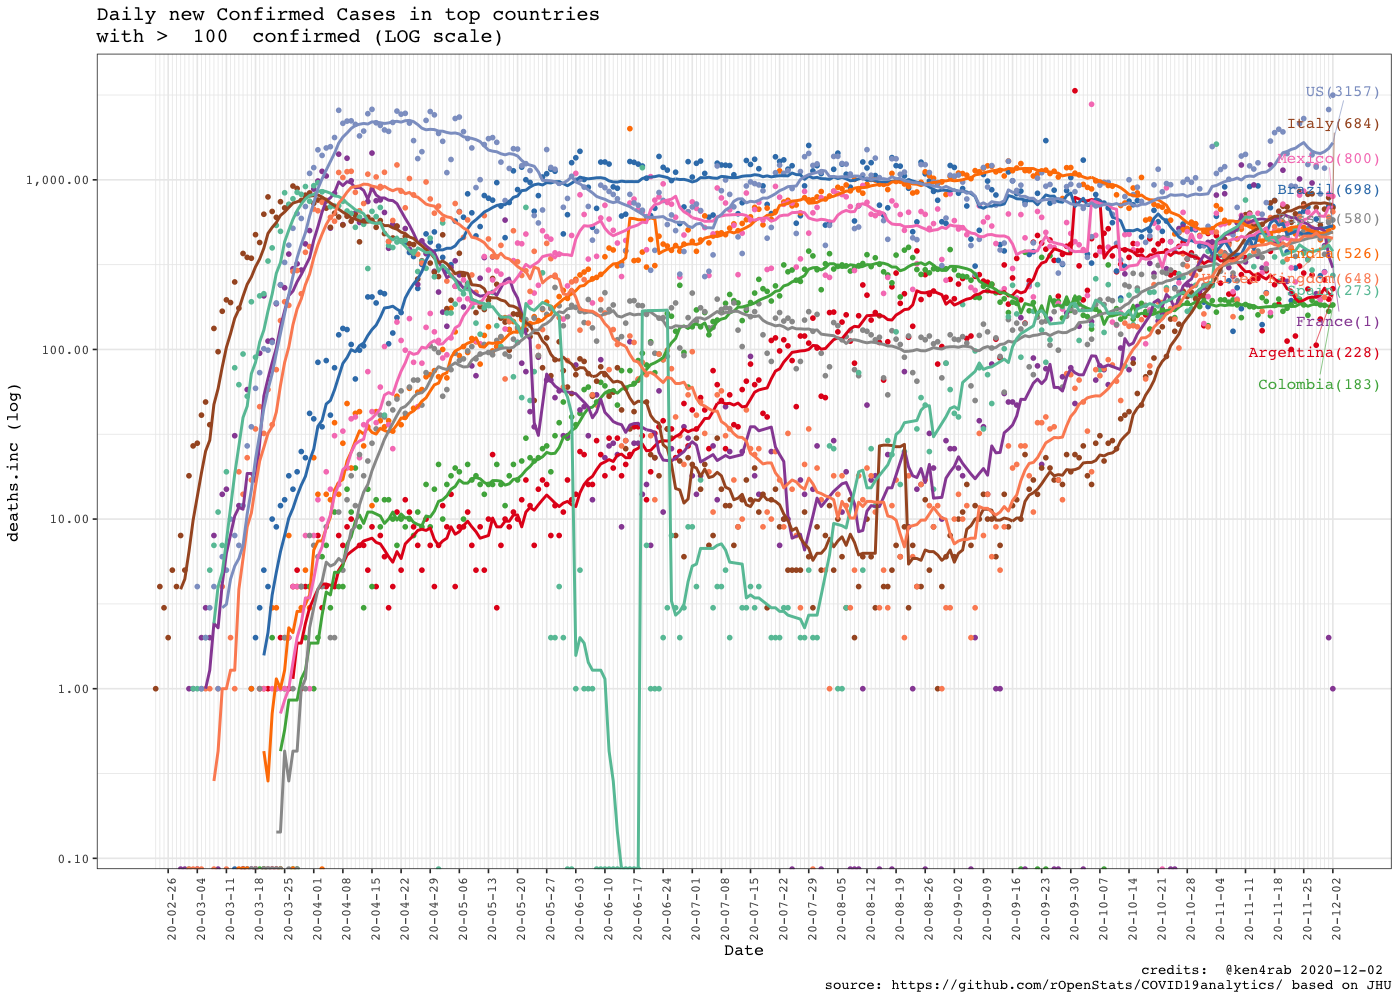 Daily new Confirmed Cases in top countries
with >  100  confirmed (LOG scale)
deaths.inc (log)
1,000.00
100.00
10.00
1.00
0.10
US(3157)
Italy(684)
Mexico(800)
Brazil(698)
(580)
India(526)
United Kingdom(648)
Spain(273)
France(1)
Argentina(228)
Colombia(183)
20-02-26
20-03-04
20-03-11
20-03-18
20-03-25
20-04-01
20-04-08
20-04-15
20-04-22
20-04-29
20-05-06
20-05-13
20-05-20
20-05-27
20-06-03
20-06-10
20-06-17
20-06-24
20-07-01
20-07-08
20-07-15
20-07-22
20-07-29
20-08-05
20-08-12
20-08-19
20-08-26
20-09-02
20-09-09
20-09-16
20-09-23
20-09-30
20-10-07
20-10-14
20-10-21
20-10-28
20-11-04
20-11-11
20-11-18
20-11-25
20-12-02
Date
credits:  @ken4rab 2020-12-02
source: https://github.com/rOpenStats/COVID19analytics/ based on JHU